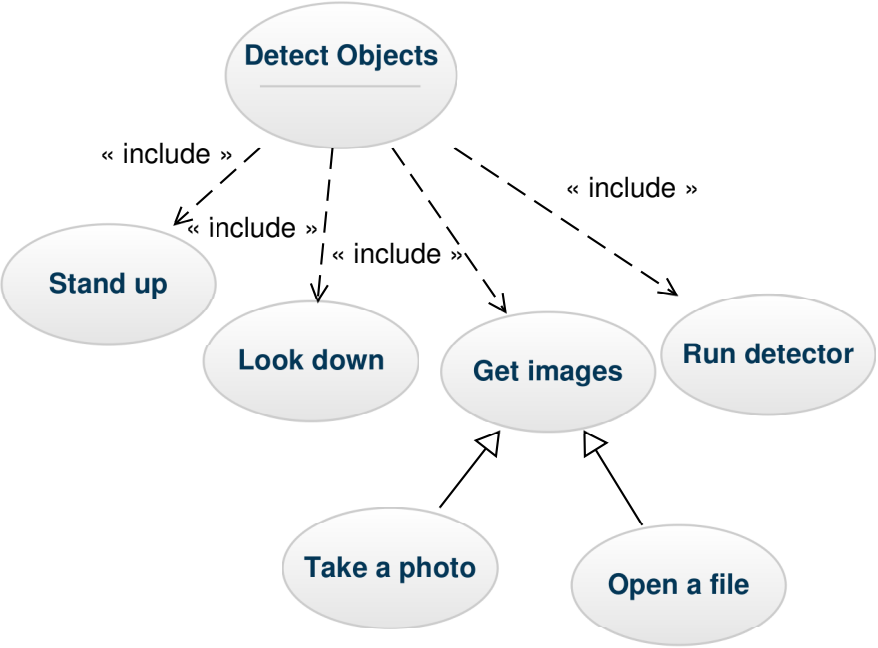 Detect Objects
« include »
« include »
« include »
« include »
Stand up
Look down
Get images
Run detector
Take a photo
Open a file